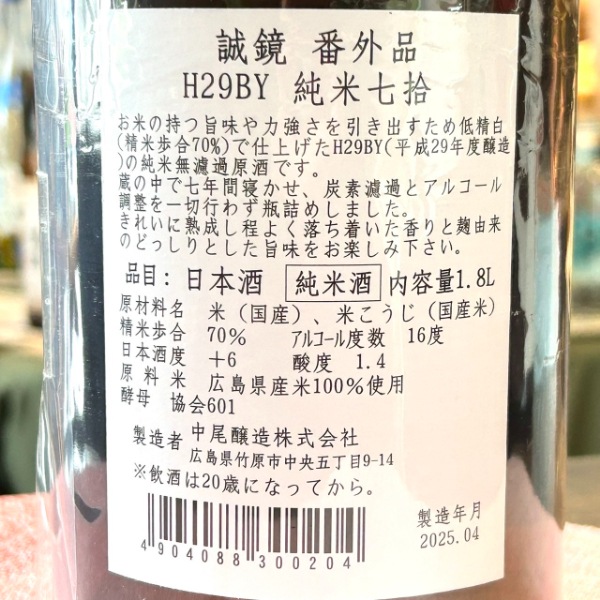 誠鏡 番外品
H29BY 純米七拾
お米の持つ旨味や力強さを引き出すため低精白
(精米歩合70%)で仕上げたH29BY(平成29年度醸造
)の純米無濾過原酒です。
蔵の中で七年間寝かせ、炭素濾過とアルコール
調整を一切行わず瓶詰めしました。
きれいに熟成し程よく落ち着いた香りと麹由来
のどっしりとした旨味をお楽しみ下さい。
品目:日本酒 純米酒 内容量1.8L
原材料名 米(国産)、米こうじ(国産米)
精米歩合 70% アルコール度数 16度
日本酒度 +6 酸度 1.4
原料米 広島県産米100%使用
酵母 協会601
製造者 中尾醸造株式会社
広島県竹原市中央五丁目9-14
※飲酒は20歳になってから。
製造年月
2025.04
4904088300204